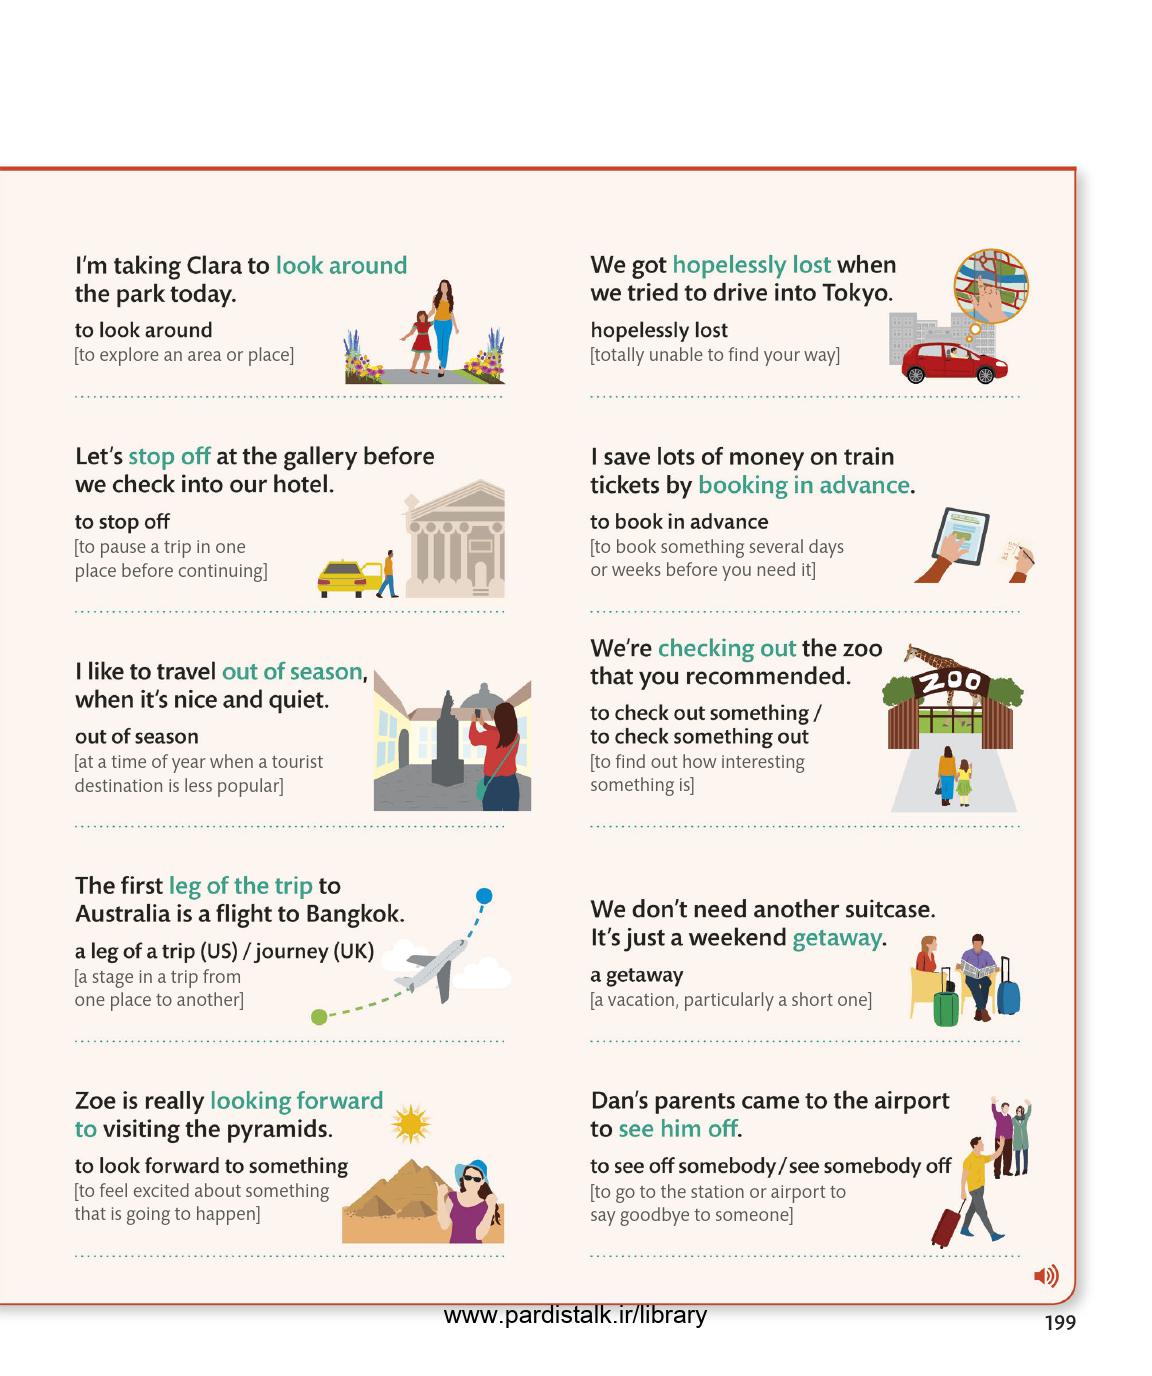 I'm taking Clara to look around
the park today.
to look around
[to explore an area or place]
Let's stop off at the gallery before
we check into our hotel.
to stop off
[to pause a trip in one
place before continuing]
I like to travel out of season,
when it's nice and quiet.
out of season
[at a time of year when a tourist
destination is less popular]
The first leg of the trip to
Australia is a flight to Bangkok.
a leg of a trip (US) / journey (UK)
[a stage in a trip from
one place to another]
Zoe is really looking forward
to visiting the pyramids.
to look forward to something
[to feel excited about something
that is going to happen]
We got hopelessly lost when
we tried to drive into Tokyo.
hopelessly lost
[totally unable to find your way]
I save lots of money on train
tickets by booking in advance.
to book in advance
[to book something several days
or weeks before you need it]
We're checking out the zoo
that you recommended.
to check out something /
to check something out
[to find out how interesting
something is]
ZOO
We don't need another suitcase.
It's just a weekend getaway.
a getaway
[a vacation, particularly a short one]
Dan's parents came to the airport
to see him off.
to see off somebody / see somebody off
[to go to the station or airport to
say goodbye to someone]
www.pardistalk.ir/library
199